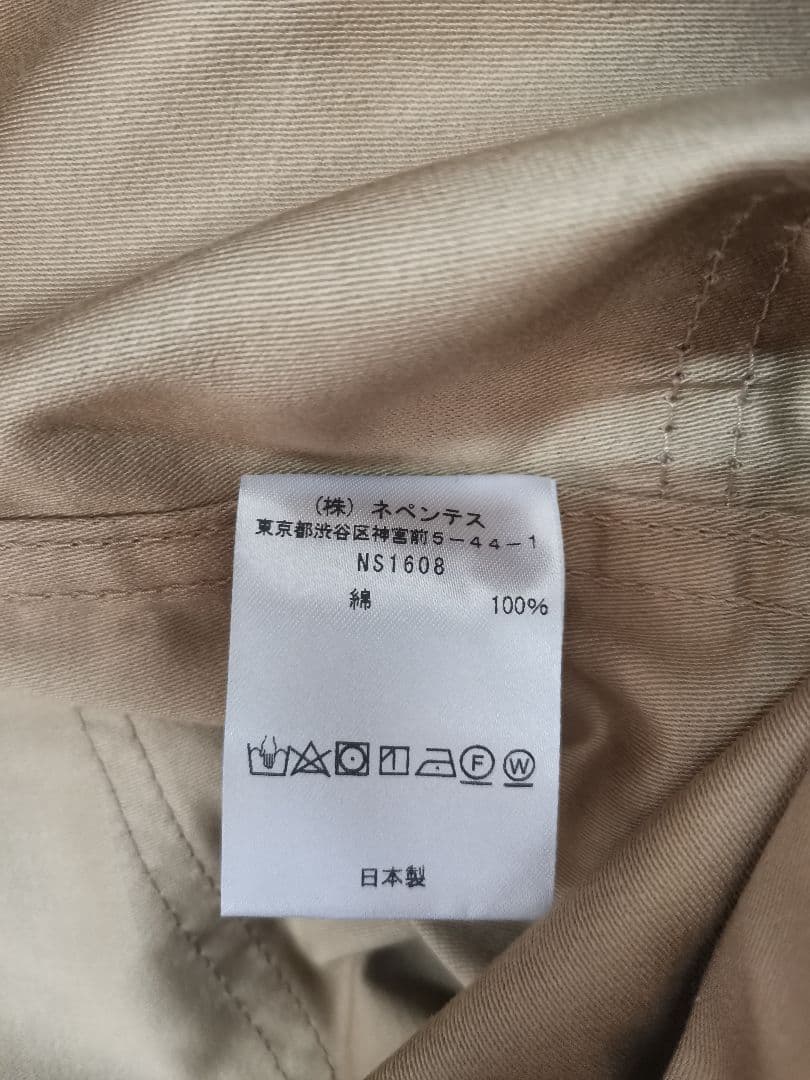 （株）ネペンテス
東京都渋谷区神宮前5－44－1
NS1608
綿 100%
F W
日本製